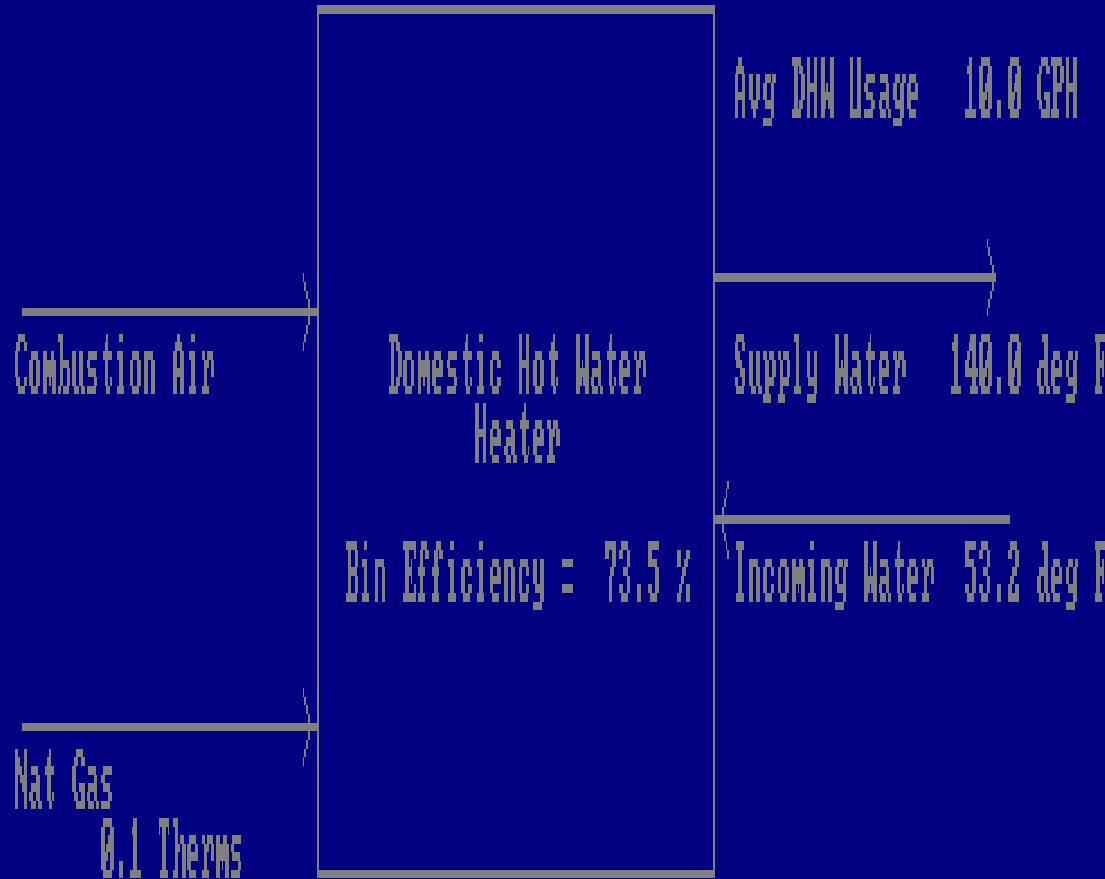 Avg DHW Usage 10.0 GPH
Combustion Air
Domestic Hot Water
Heater
Supply Water 140.0 deg F
Bin Efficiency = 73.5 %
Incoming Water 53.2 deg F
Nat Gas
0.1 Therms